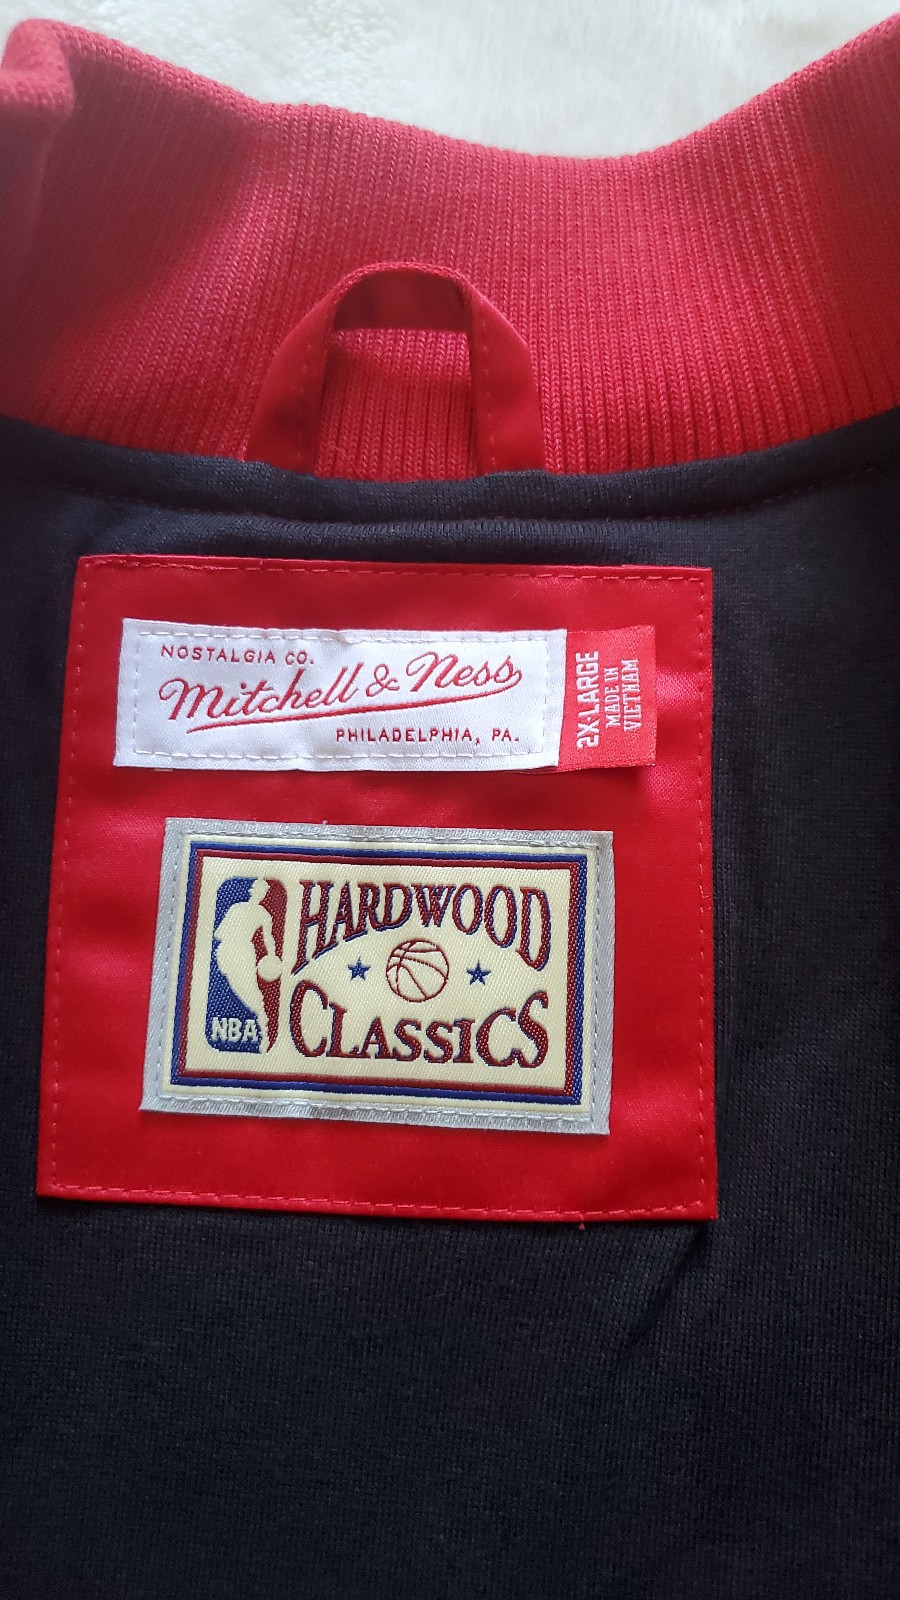 NOSTALGIA CO.
Mitchell & Ness
PHILADELPHIA, PA.
2X-LARGE
MADE IN
VIETNAM
HARDWOOD
CLASSICS
NBA